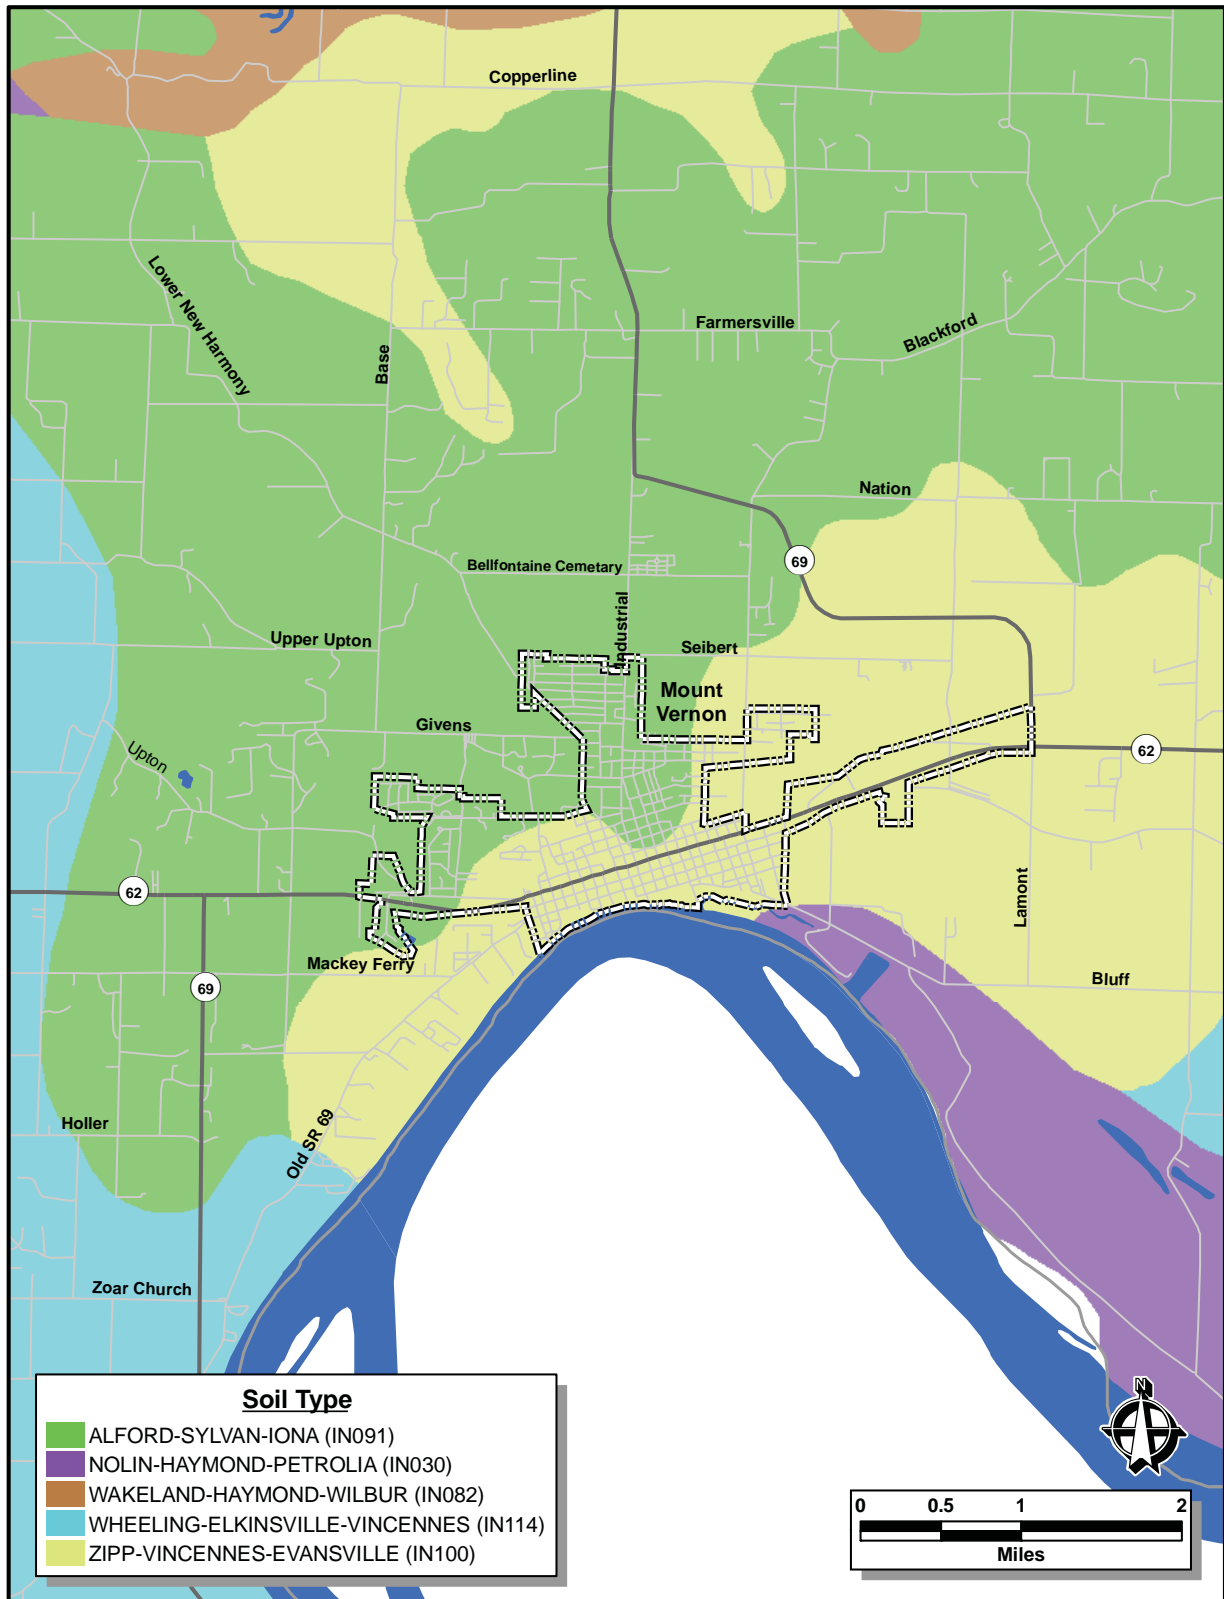 Copperline
Lower New Harmony
Base
Farmersville
Blackford
Nation
69
Bellfontaine Cemetary
Industrial
Upper Upton
Seibert
Mount
Vernon
Givens
Upton
62
62
Lamont
Mackey Ferry
Bluff
69
Holler
Old SR 69
Zoar Church
Soil Type
ALFORD-SYLVAN-IONA (IN091)
NOLIN-HAYMOND-PETROLIA (IN030)
WAKELAND-HAYMOND-WILBUR (IN082)
WHEELING-ELKINSVILLE-VINCENNES (IN114)
ZIPP-VINCENNES-EVANSVILLE (IN100)
N
0 0.5 1 2
Miles